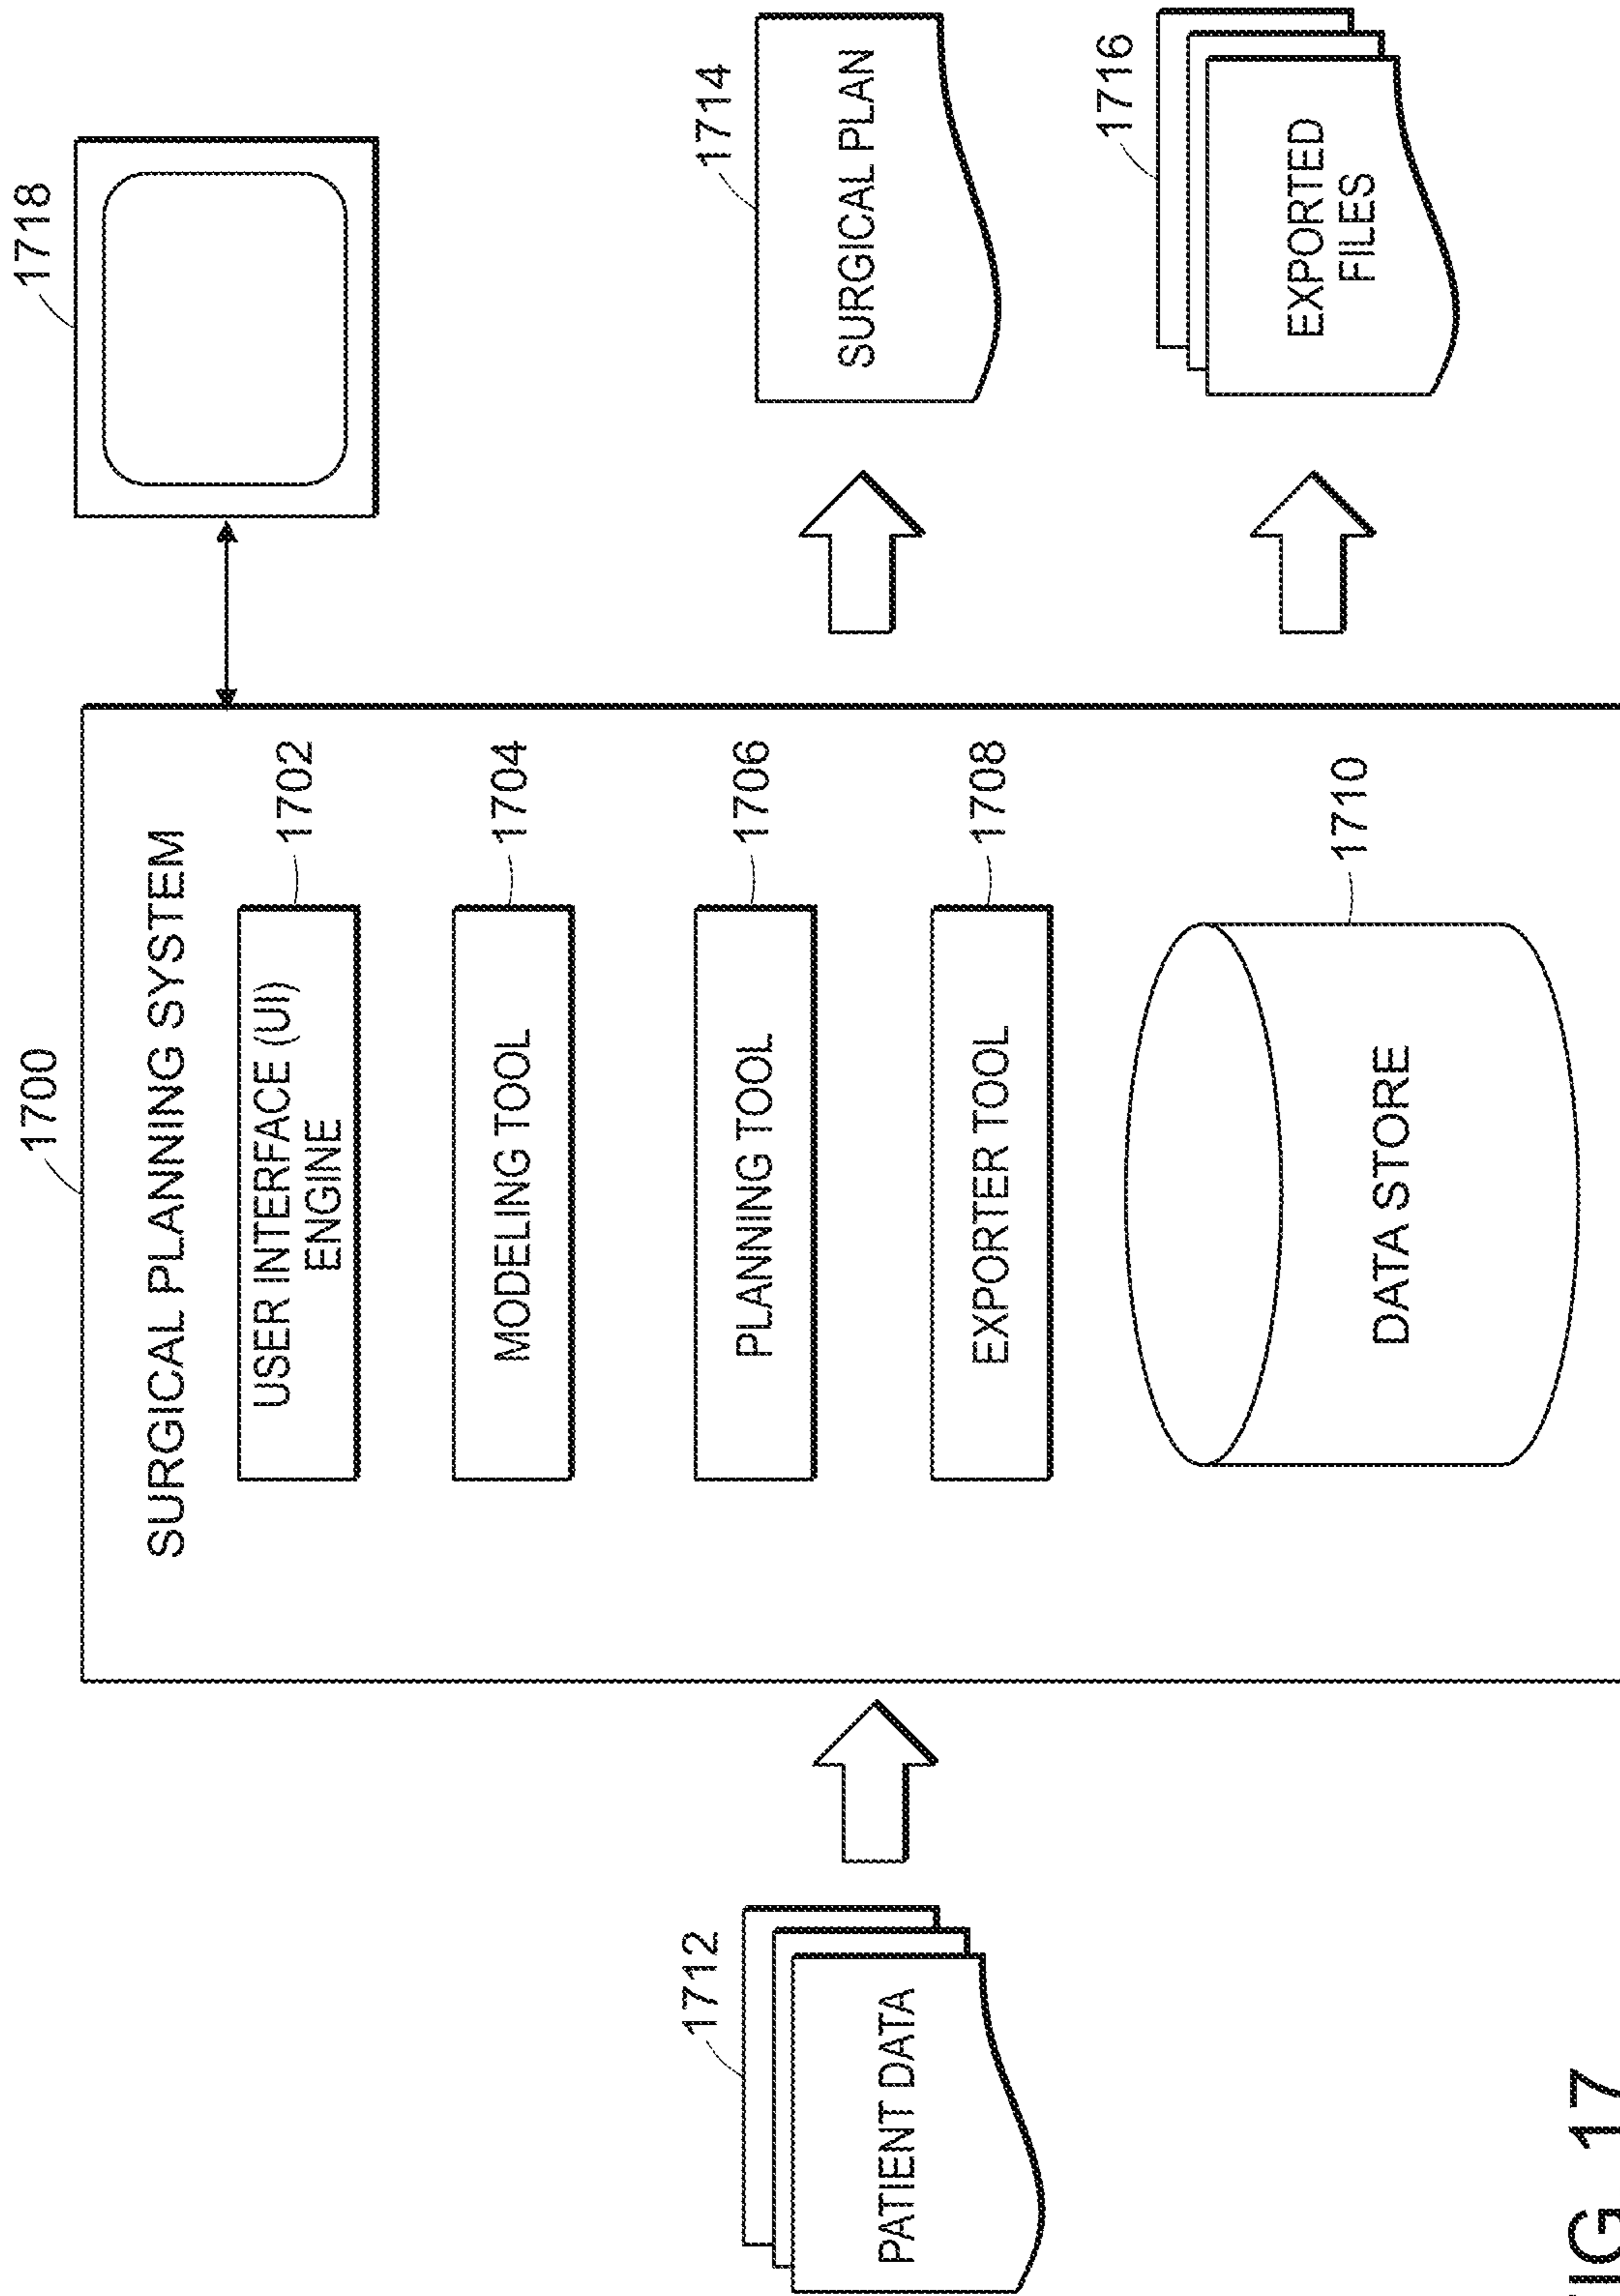 1700
SURGICAL PLANNING SYSTEM
USER INTERFACE (UI)
ENGINE
1702
MODELING TOOL
1704
PLANNING TOOL
1706
EXPORTER TOOL
1708
DATA STORE
1710
1712
PATIENT DATA
1718
1714
SURGICAL PLAN
1716
EXPORTED
FILES
IG. 17